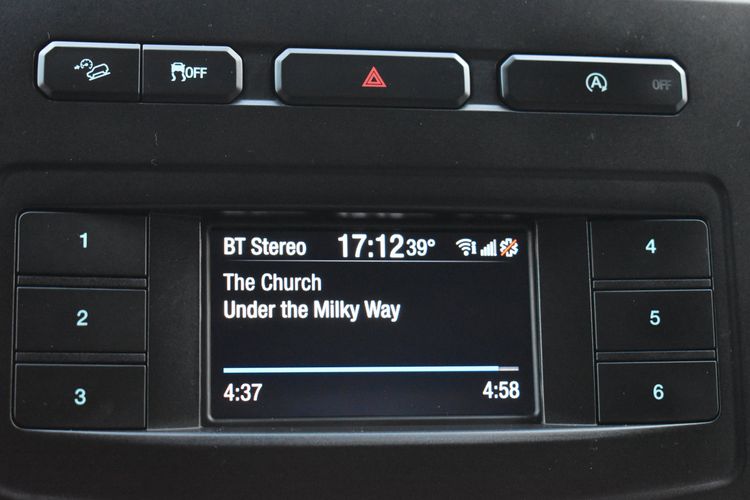 OFF
A
OFF
1
2
3
BT Stereo 17:12 39°
The Church
Under the Milky Way
4:37 4:58
4
5
6